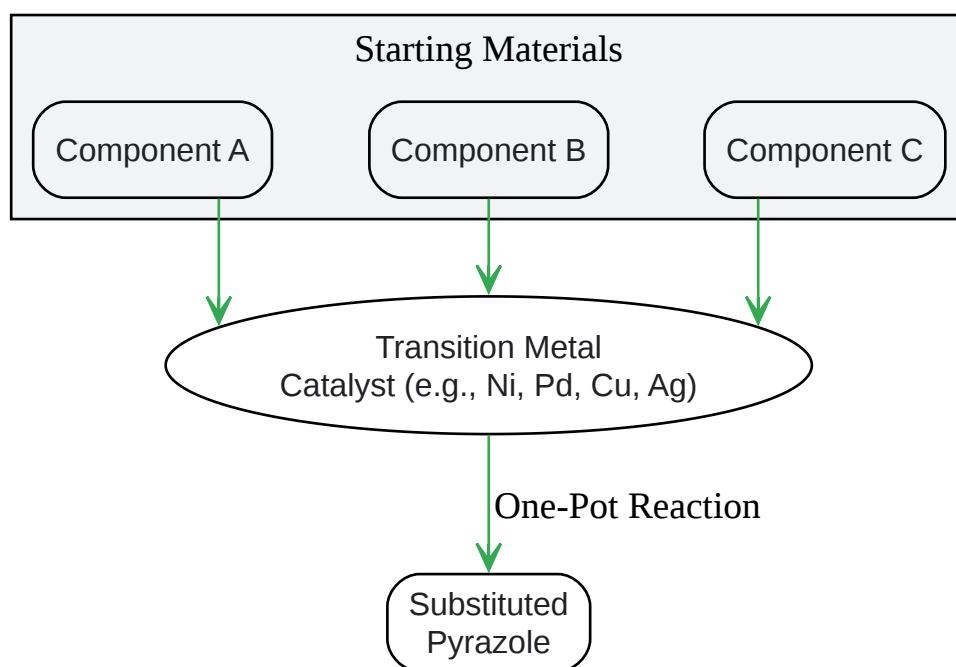 Starting Materials
Component A
Component B
Component C
Transition Metal
Catalyst (e.g., Ni, Pd, Cu, Ag)
One-Pot Reaction
Substituted
Pyrazole